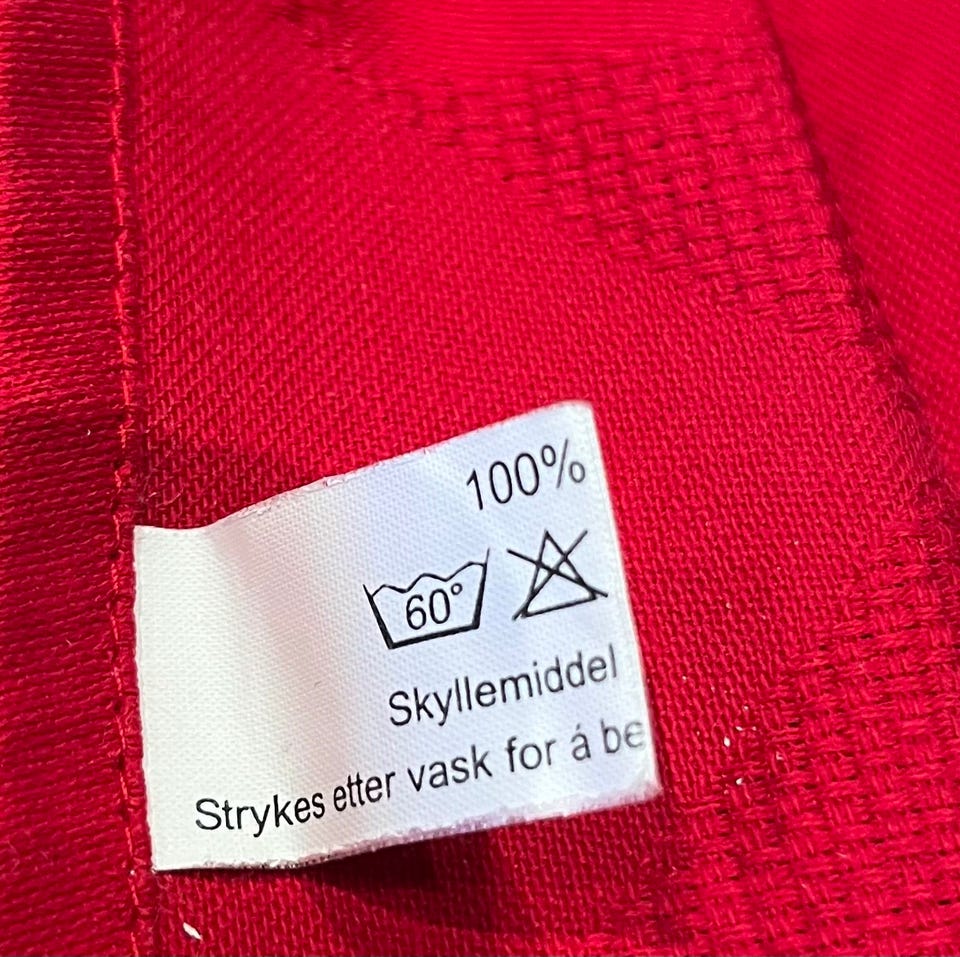 100%
60°
Skyllemiddel
Strykes etter vask for á be